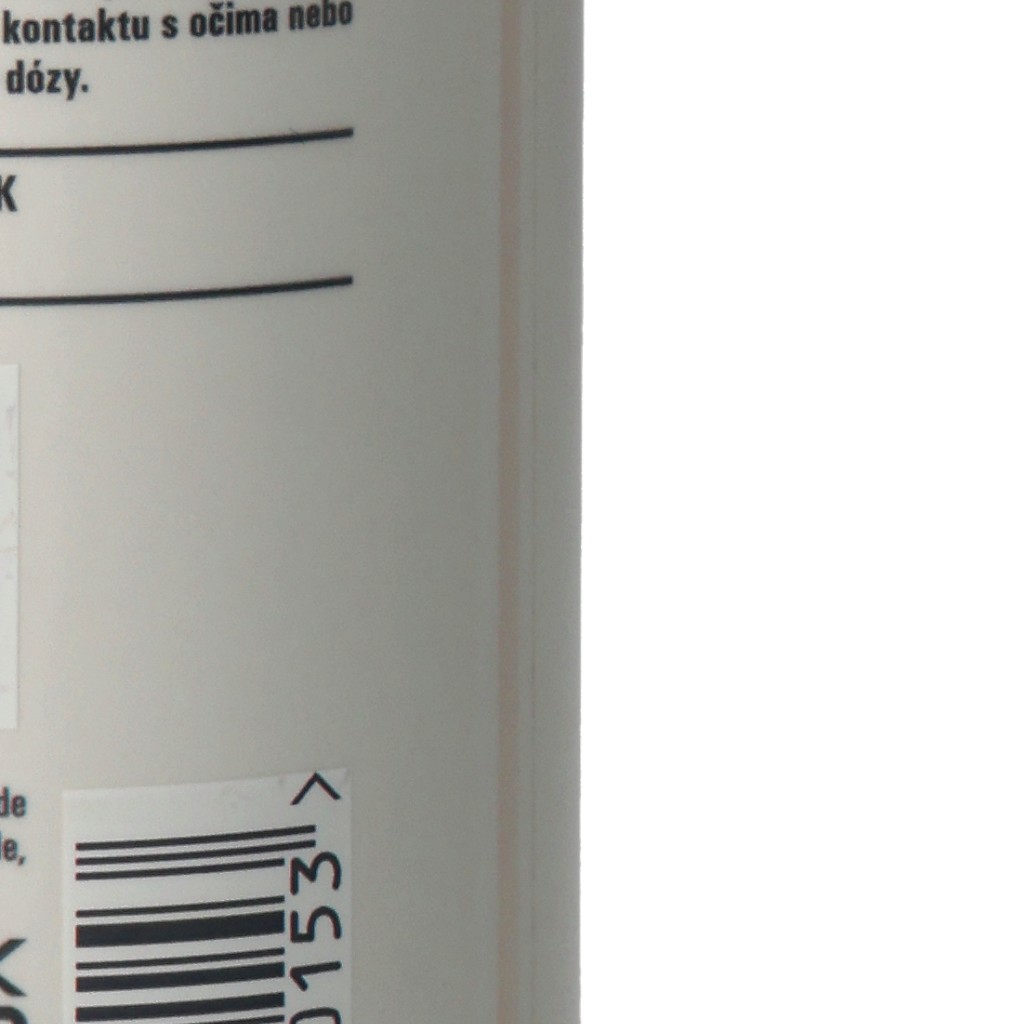 kontaktu s očima nebo
dózy.
K
de
le,
0153>